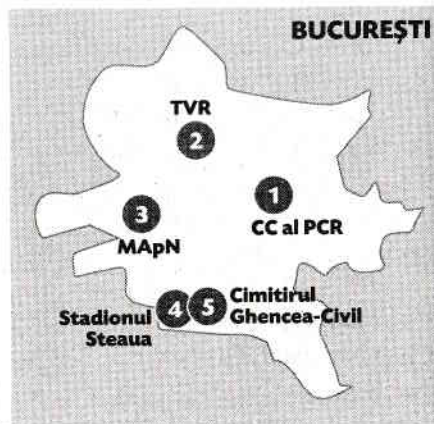 BUCUREȘTI
TVR
2
1
CC al PCR
3
MApN
4
5
Stadionul
Steaua
Cimitirul
Ghencea-Civil